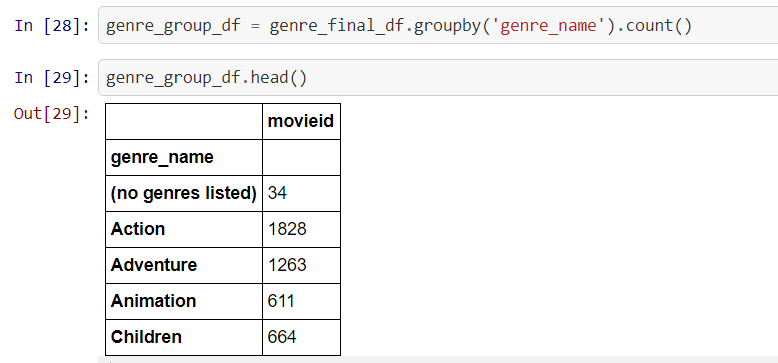 In [28]: genre_group_df = genre_final_df.groupby('genre_name').count()
In [29]: genre_group_df.head()
Out[29]:
movieid
genre_name
(no genres listed) 34
Action 1828
Adventure 1263
Animation 611
Children 664